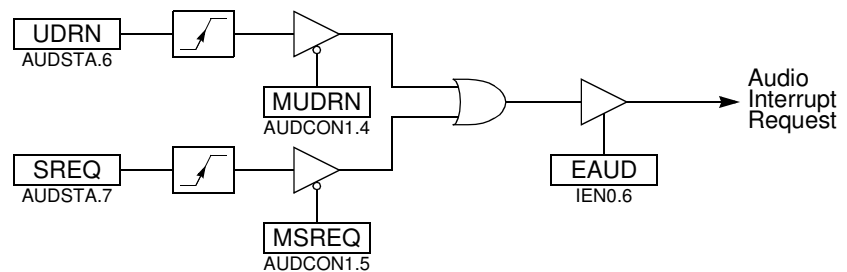 UDRN
AUDSTA.6
MUDRN
AUDCON1.4
Audio
Interrupt
Request
SREQ
AUDSTA.7
EAUD
IEN0.6
MSREQ
AUDCON1.5